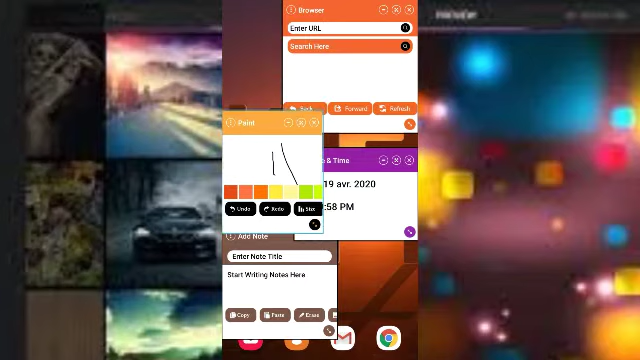 Browser
Enter URL
Search Here
Back Forward Refresh
Paint
Undo Redo Size
e & Time
19 avr. 2020
:58 PM
Add Note
Enter Note Title
Start Writing Notes Here
Copy Paste Erase